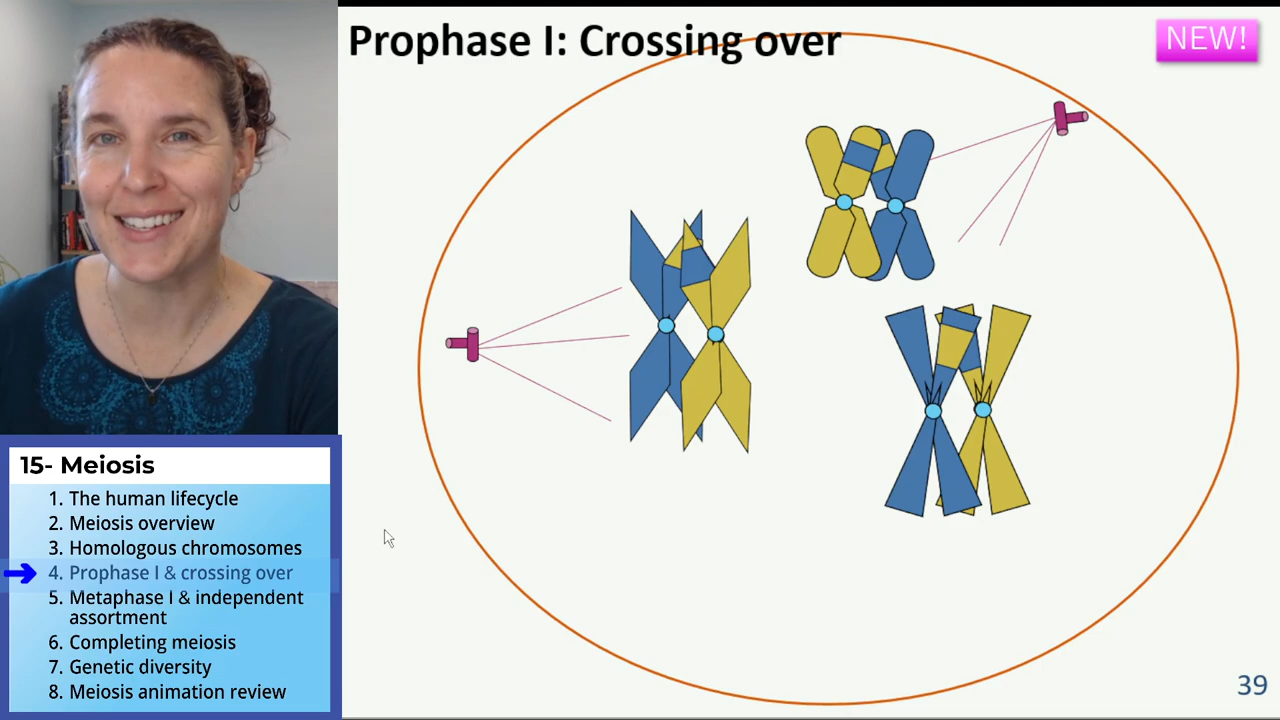 Prophase I: Crossing over
NEW!
15- Meiosis
1. The human lifecycle
2. Meiosis overview
3. Homologous chromosomes
4. Prophase I & crossing over
5. Metaphase I & independent
assortment
6. Completing meiosis
7. Genetic diversity
8. Meiosis animation review
39